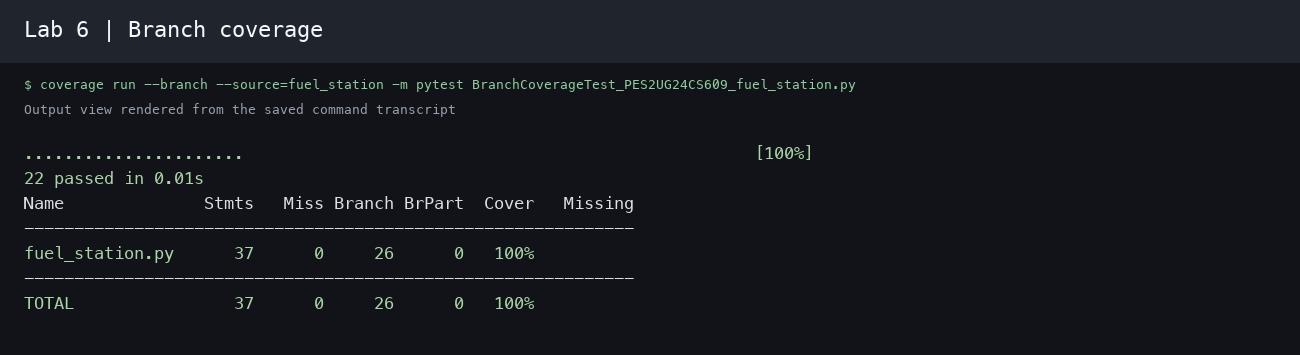 Lab 6 | Branch coverage
$ coverage run --branch --source=fuel_station -m pytest BranchCoverageTest_PES2UG24CS609_fuel_station.py
Output view rendered from the saved command transcript
...................... [100%]
22 passed in 0.01s
Name Stmts Miss Branch BrPart Cover Missing
-------------------------------------------------------------
fuel_station.py 37 0 26 0 100%
-------------------------------------------------------------
TOTAL 37 0 26 0 100%